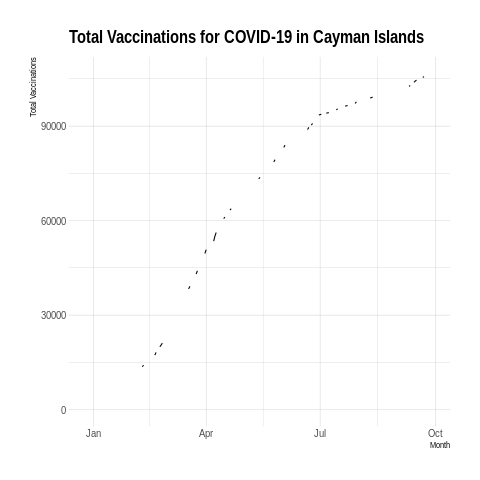 Total Vaccinations for COVID-19 in Cayman Islands
Total Vaccinations
90000
60000
30000
0
Jan
Apr
Jul
Oct
Month